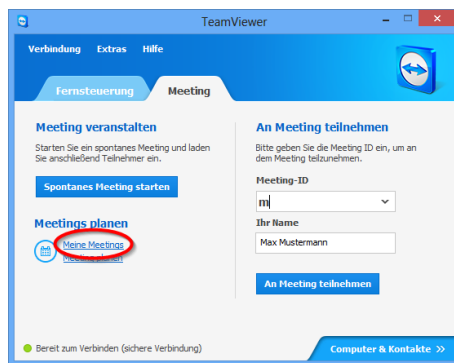 TeamViewer
Verbindung Extras Hilfe
Fernsteuerung Meeting
Meeting veranstalten
Starten Sie ein spontanes Meeting und laden
Sie anschließend Teilnehmer ein.
Spontanes Meeting starten
Meetings planen
Meine Meetings
Meeting planen
An Meeting teilnehmen
Bitte geben Sie die Meeting ID ein, um an
dem Meeting teilzunehmen.
Meeting-ID
m
Ihr Name
Max Mustermann
An Meeting teilnehmen
Bereit zum Verbinden (sichere Verbindung)
Computer & Kontakte >>